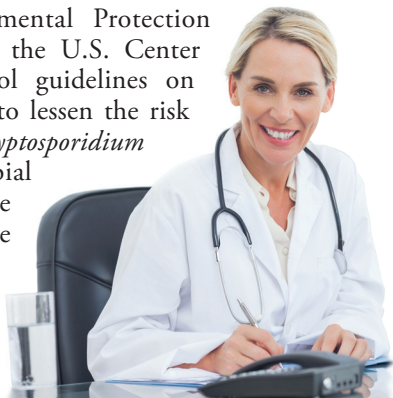 mental Protection
the U.S. Center
ol guidelines on
to lessen the risk
yptosporidium
bial
e
e